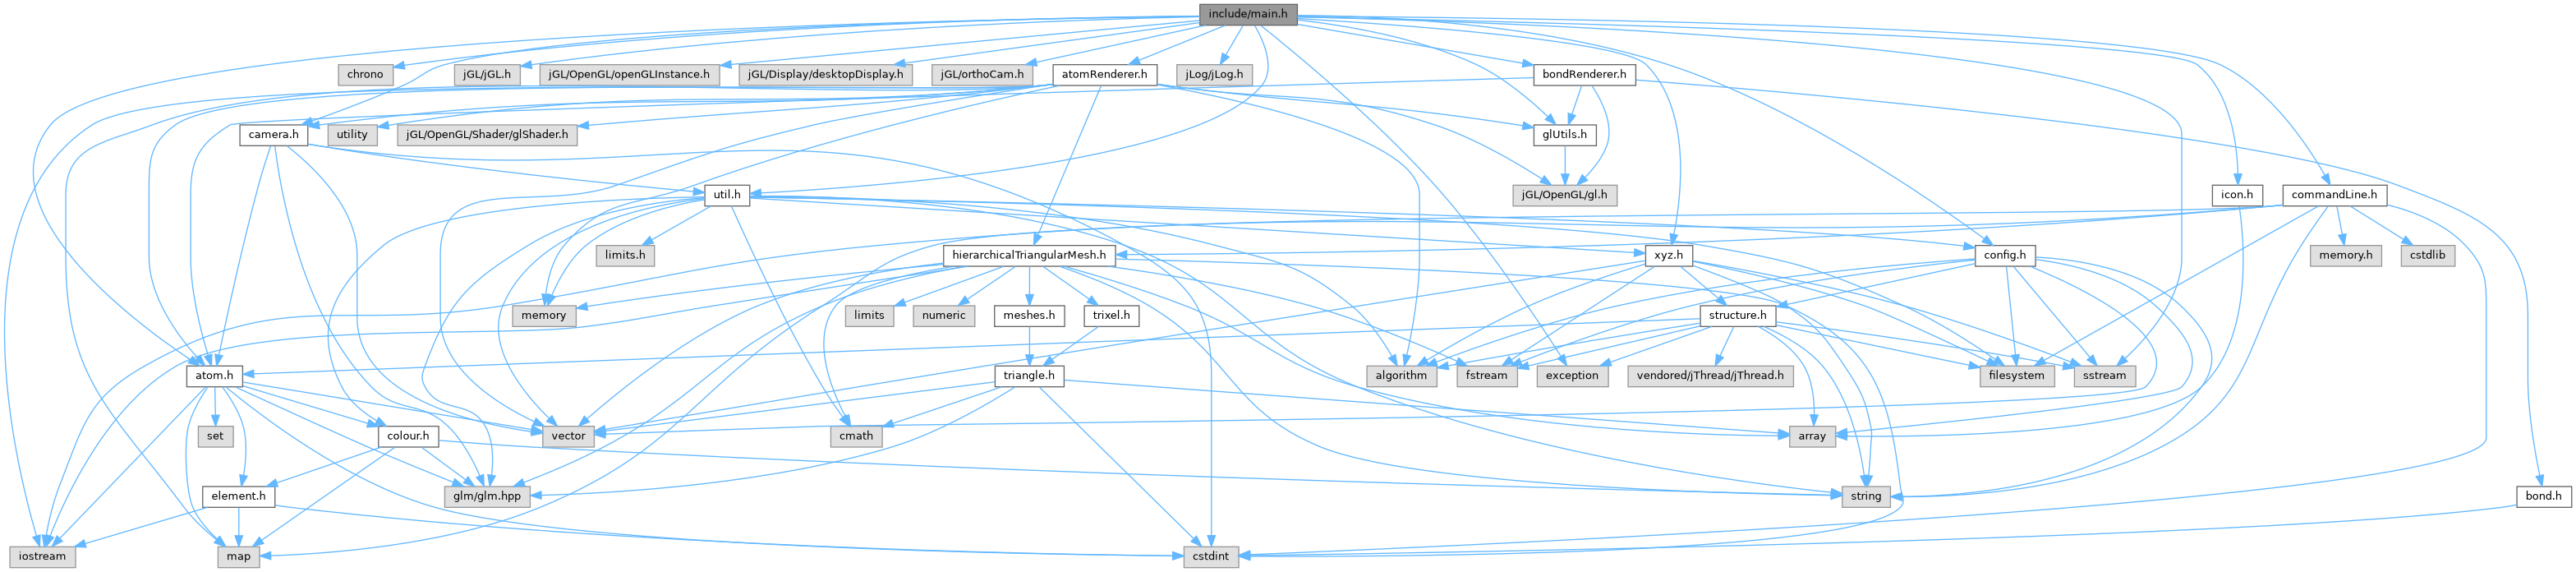 include/main.h
chrono
jGL/jGL.h
jGL/OpenGL/openGLInstance.h
jGL/Display/desktopDisplay.h
jGL/orthoCam.h
atomRenderer.h
jLog/jLog.h
bondRenderer.h
camera.h
utility
jGL/OpenGL/Shader/glShader.h
glUtils.h
util.h
jGL/OpenGL/gl.h
icon.h
commandLine.h
limits.h
hierarchicalTriangularMesh.h
xyz.h
config.h
memory.h
cstdlib
memory
limits
numeric
meshes.h
trixel.h
structure.h
atom.h
triangle.h
algorithm
fstream
exception
vendored/jThread/jThread.h
filesystem
sstream
set
colour.h
vector
cmath
array
element.h
glm/glm.hpp
string
bond.h
iostream
map
cstdint